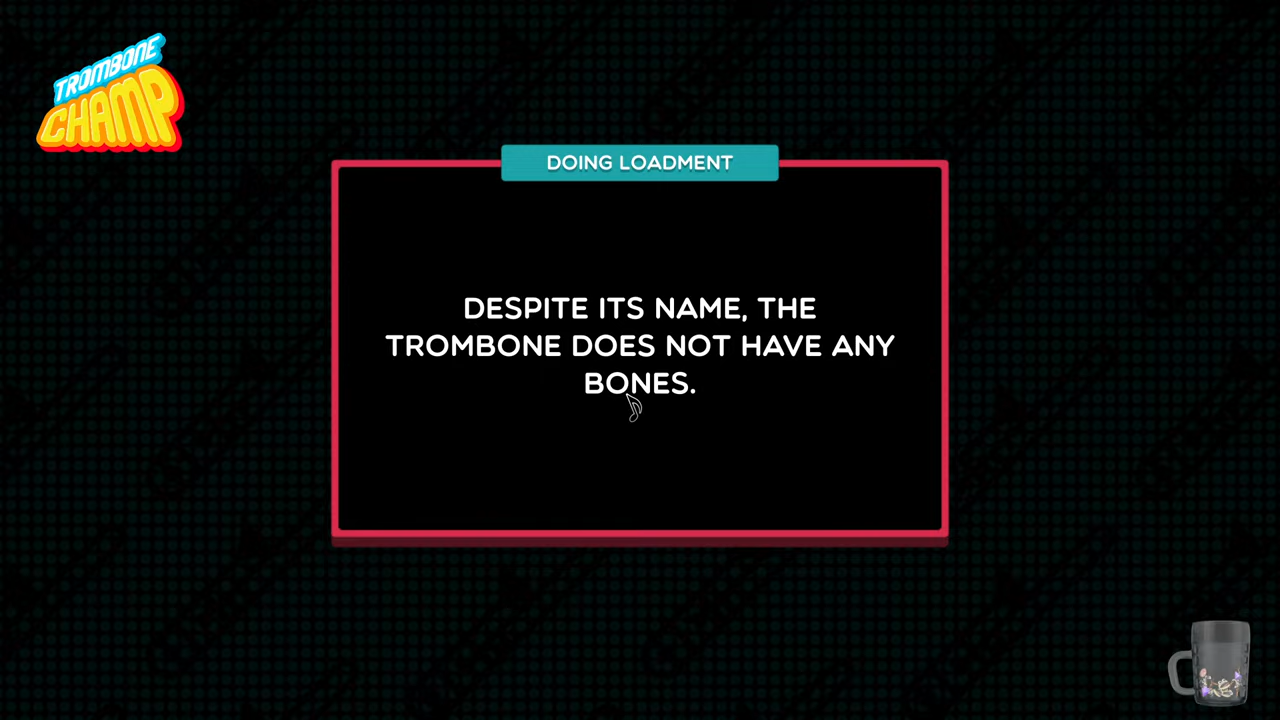 TROMBONE
CHAMP
DOING LOADMENT
DESPITE ITS NAME, THE
TROMBONE DOES NOT HAVE ANY
BONES.